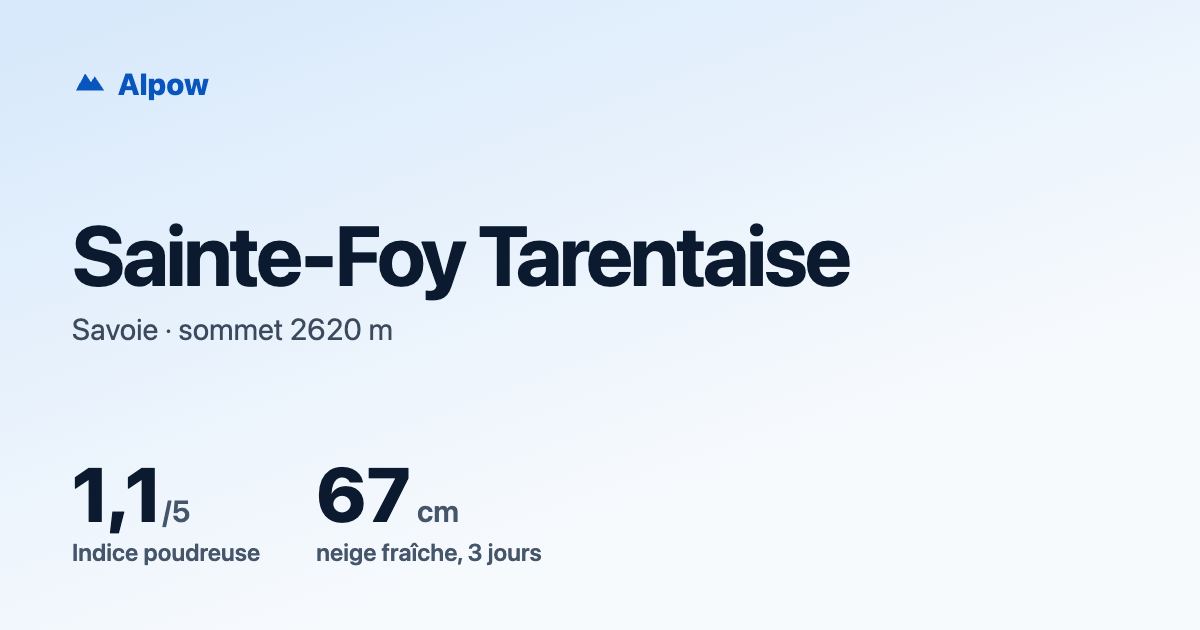 Alpow
Sainte-Foy Tarentaise
Savoie · sommet 2620 m
1,1/5
Indice poudreuse
67 cm
neige fraîche, 3 jours